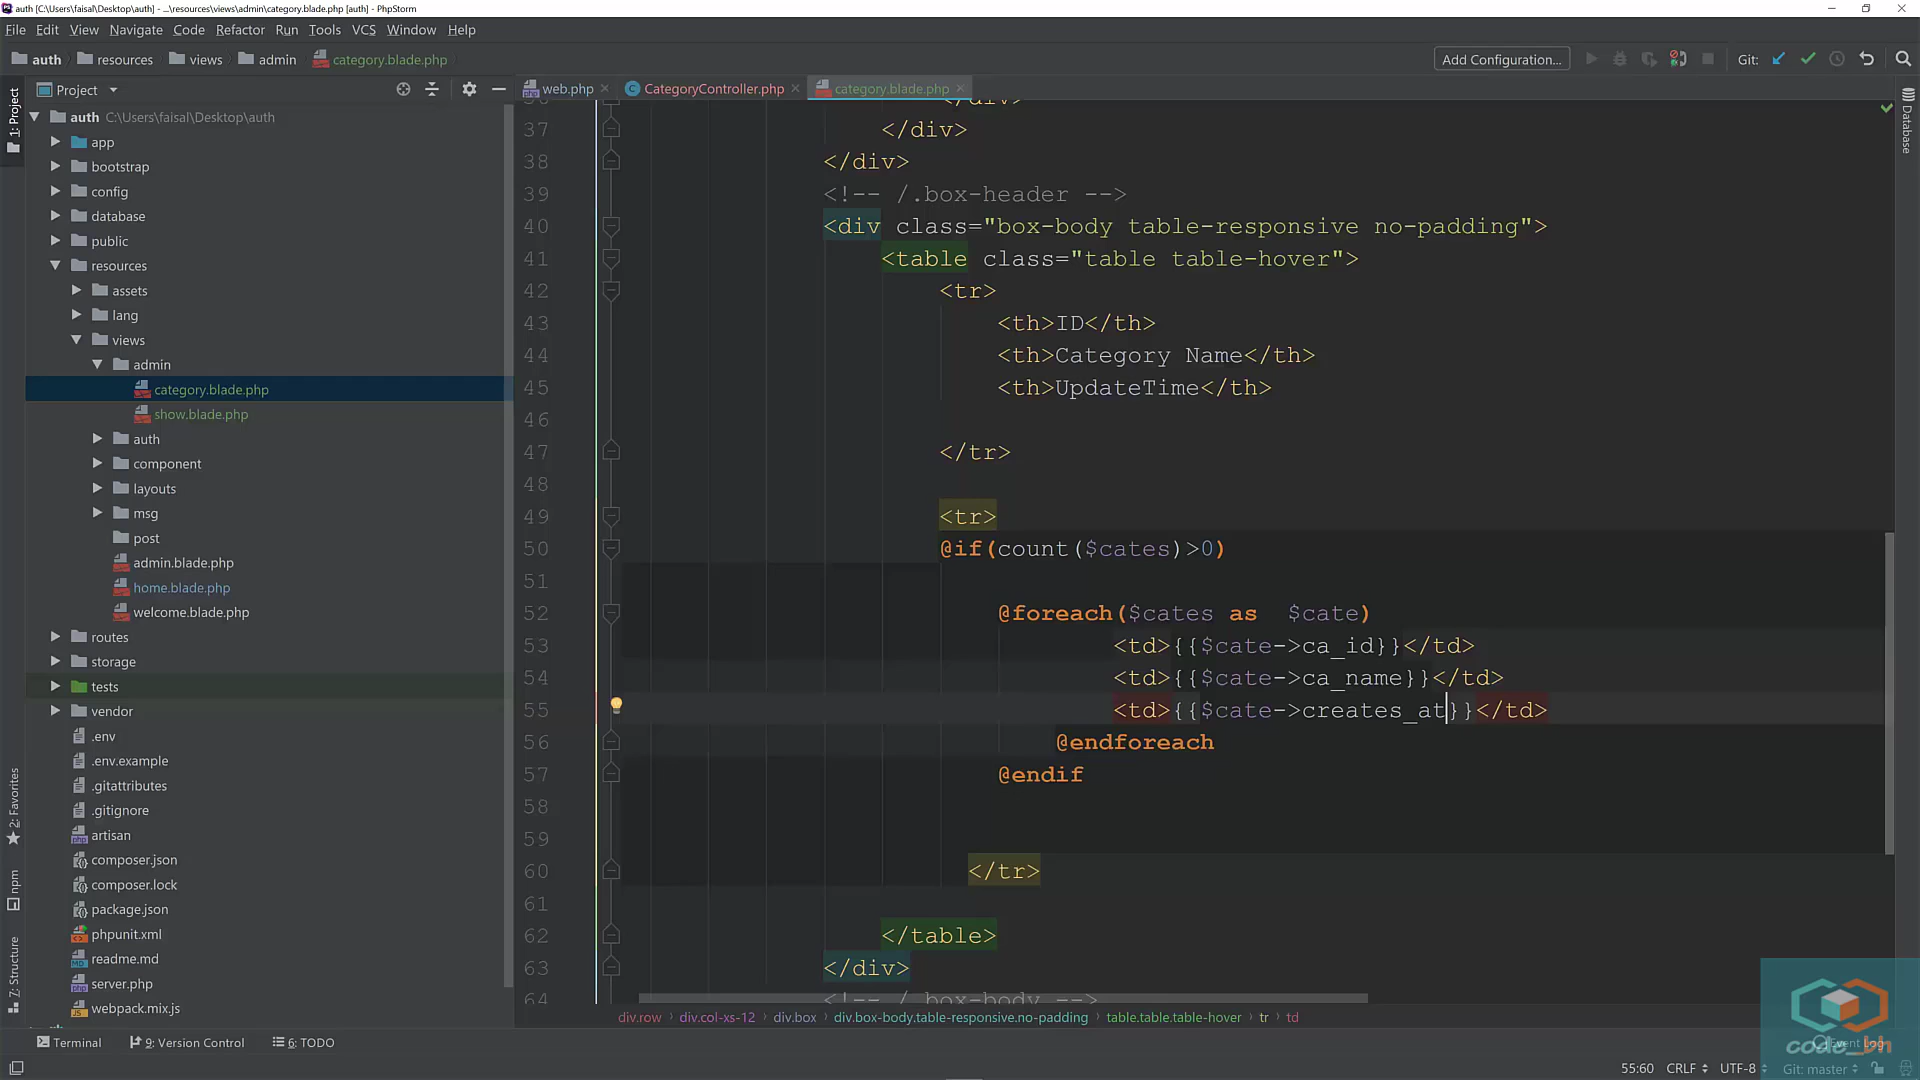 auth [C:\Users\faisal\Desktop\auth] - ...\resources\views\admin\category.blade.php [auth] - PhpStorm
File Edit View Navigate Code Refactor Run Tools VCS Window Help
auth resources views admin category.blade.php Add Configuration... Git:
Project web.php CategoryController.php category.blade.php
1: Project
2: Favorites
npm
7: Structure
Database
auth C:\Users\faisal\Desktop\auth
app
bootstrap
config
database
public
resources
assets
lang
views
admin
category.blade.php
show.blade.php
auth
component
layouts
msg
post
admin.blade.php
home.blade.php
welcome.blade.php
routes
storage
tests
vendor
.env
.env.example
.gitattributes
.gitignore
artisan
composer.json
composer.lock
package.json
phpunit.xml
readme.md
server.php
webpack.mix.js
36 </div>
37 </div>
38 </div>
39 <!-- /.box-header -->
40 <div class="box-body table-responsive no-padding">
41 <table class="table table-hover">
42 <tr>
43 <th>ID</th>
44 <th>Category Name</th>
45 <th>UpdateTime</th>
46
47 </tr>
48
49 <tr>
50 @if(count($cates)>0)
51
52 @foreach($cates as  $cate)
53 <td>{{$cate->ca_id}}</td>
54 <td>{{$cate->ca_name}}</td>
55 <td>{{$cate->creates_at}}</td>
56 @endforeach
57 @endif
58
59
60 </tr>
61
62 </table>
63 </div>
64 <!-- /.box-body -->
div.row div.col-xs-12 div.box div.box-body.table-responsive.no-padding table.table.table-hover tr td
Terminal 9: Version Control 6: TODO Event Log
code_bh
55:60 CRLF UTF-8 Git: master